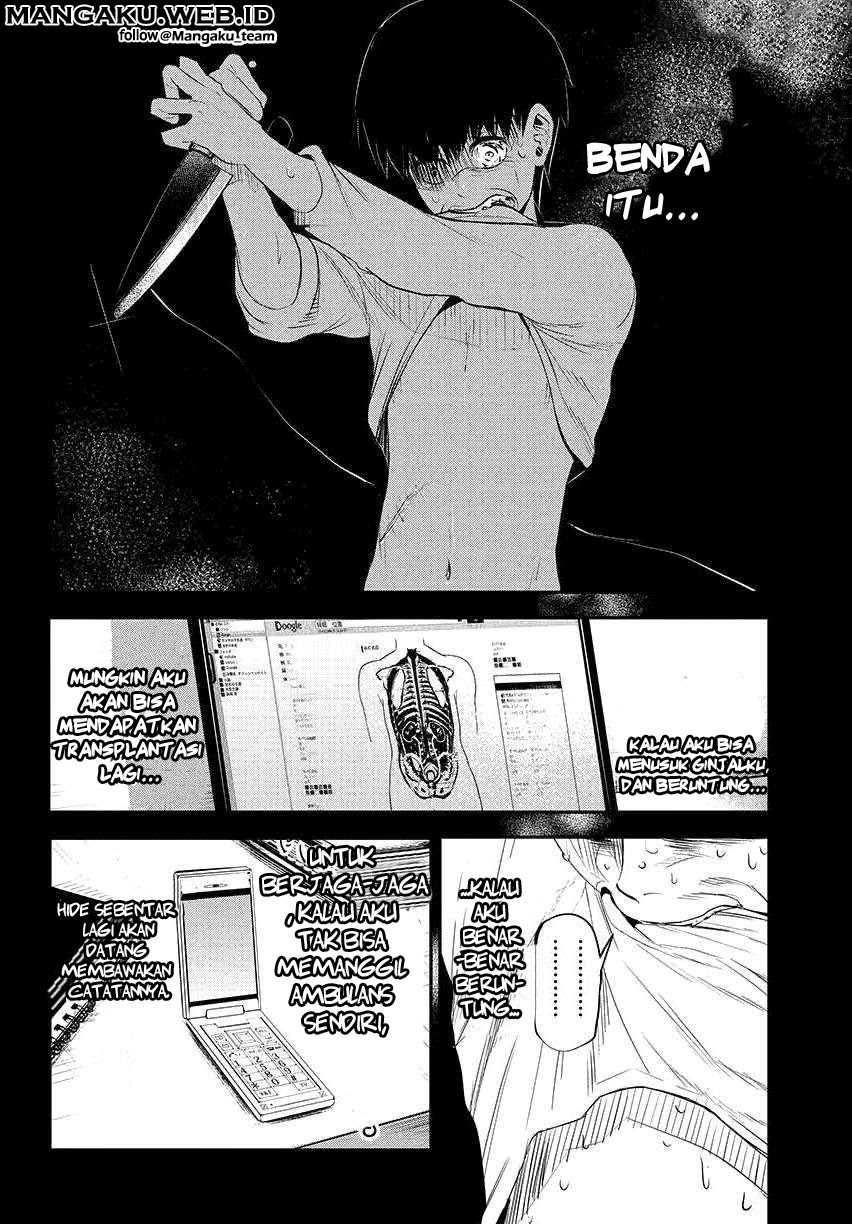 MANGAKU.WEB.ID
follow@Mangaku_team
BENDA
ITU...
KALAU AKU BISA
MENUSUK GINJALKU,
DAN BERUNTUNG...
Doogle
MUNGKIN AKU
AKAN BISA
MENDAPATKAN
TRANSPLANTASI
LAGI...
...KALAU
AKU
BENAR
-BENAR
BERUN-
TUNG...
UNTUK
BERJAGA-JAGA
, KALAU AKU
TAK BISA
MEMANGGIL
AMBULANS
SENDIRI,
HIDE SEBENTAR
LAGI AKAN
DATANG
MEMBAWAKAN
CATATANNYA.